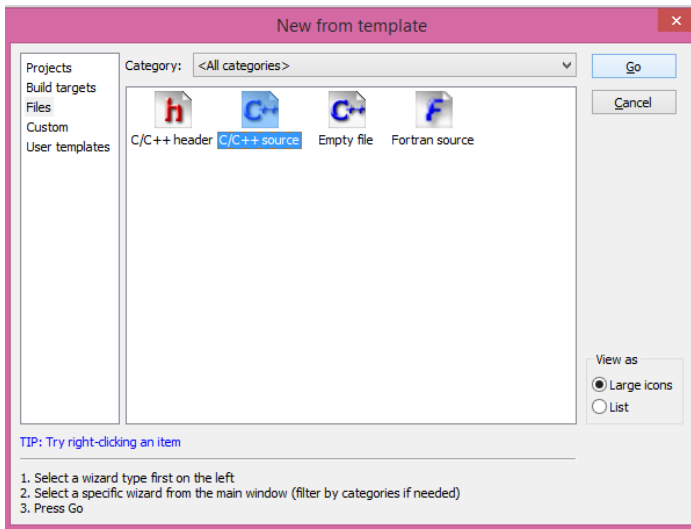 New from template
Projects
Build targets
Files
Custom
User templates
Category: <All categories>
C/C++ header
C/C++ source
Empty file
Fortran source
Go
Cancel
View as
Large icons
List
TIP: Try right-clicking an item
1. Select a wizard type first on the left
2. Select a specific wizard from the main window (filter by categories if needed)
3. Press Go